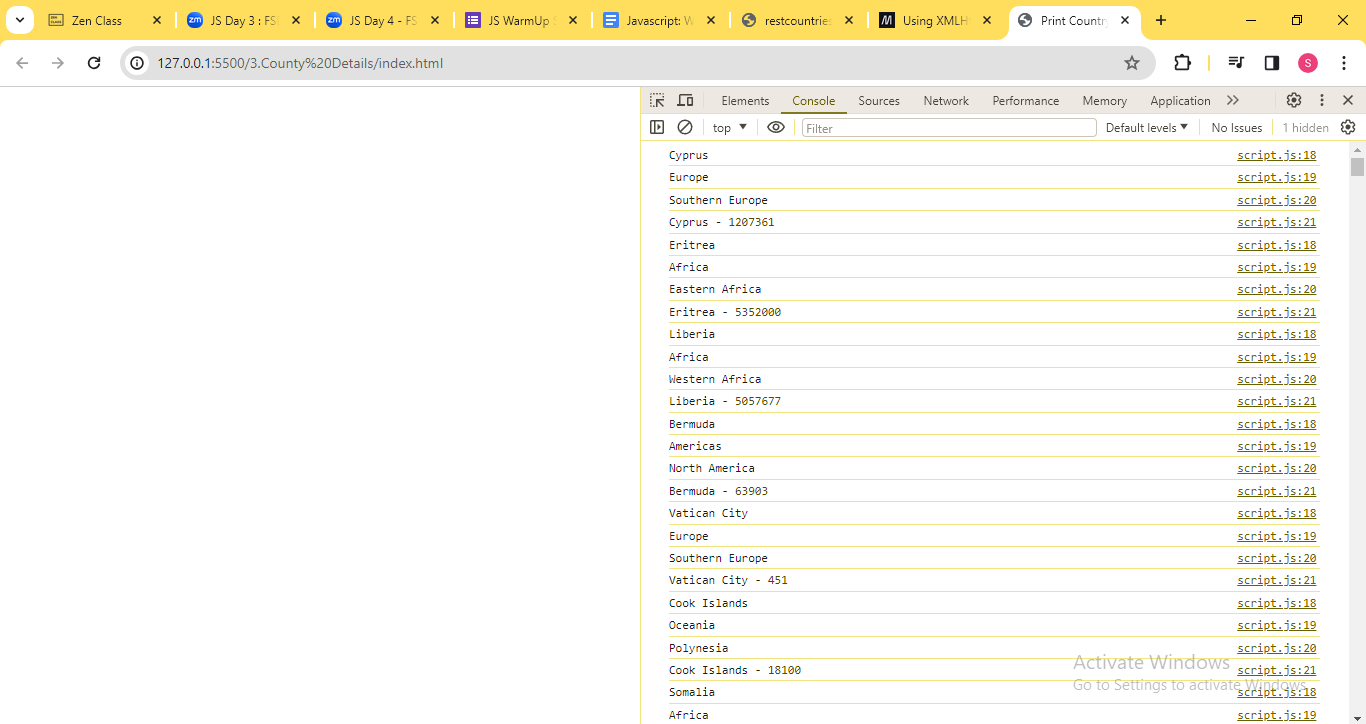 Zen Class
JS Day 3 : FS
JS Day 4 - FS
JS WarmUp
Javascript: W
restcountries
Using XMLH
Print Country
127.0.0.1:5500/3.County%20Details/index.html
S
Elements Console Sources Network Performance Memory Application
top Filter Default levels No Issues 1 hidden
Cyprus script.js:18
Europe script.js:19
Southern Europe script.js:20
Cyprus - 1207361 script.js:21
Eritrea script.js:18
Africa script.js:19
Eastern Africa script.js:20
Eritrea - 5352000 script.js:21
Liberia script.js:18
Africa script.js:19
Western Africa script.js:20
Liberia - 5057677 script.js:21
Bermuda script.js:18
Americas script.js:19
North America script.js:20
Bermuda - 63903 script.js:21
Vatican City script.js:18
Europe script.js:19
Southern Europe script.js:20
Vatican City - 451 script.js:21
Cook Islands script.js:18
Oceania script.js:19
Polynesia script.js:20
Cook Islands - 18100 script.js:21
Somalia script.js:18
Africa script.js:19
Activate Windows
Go to Settings to activate Windows.